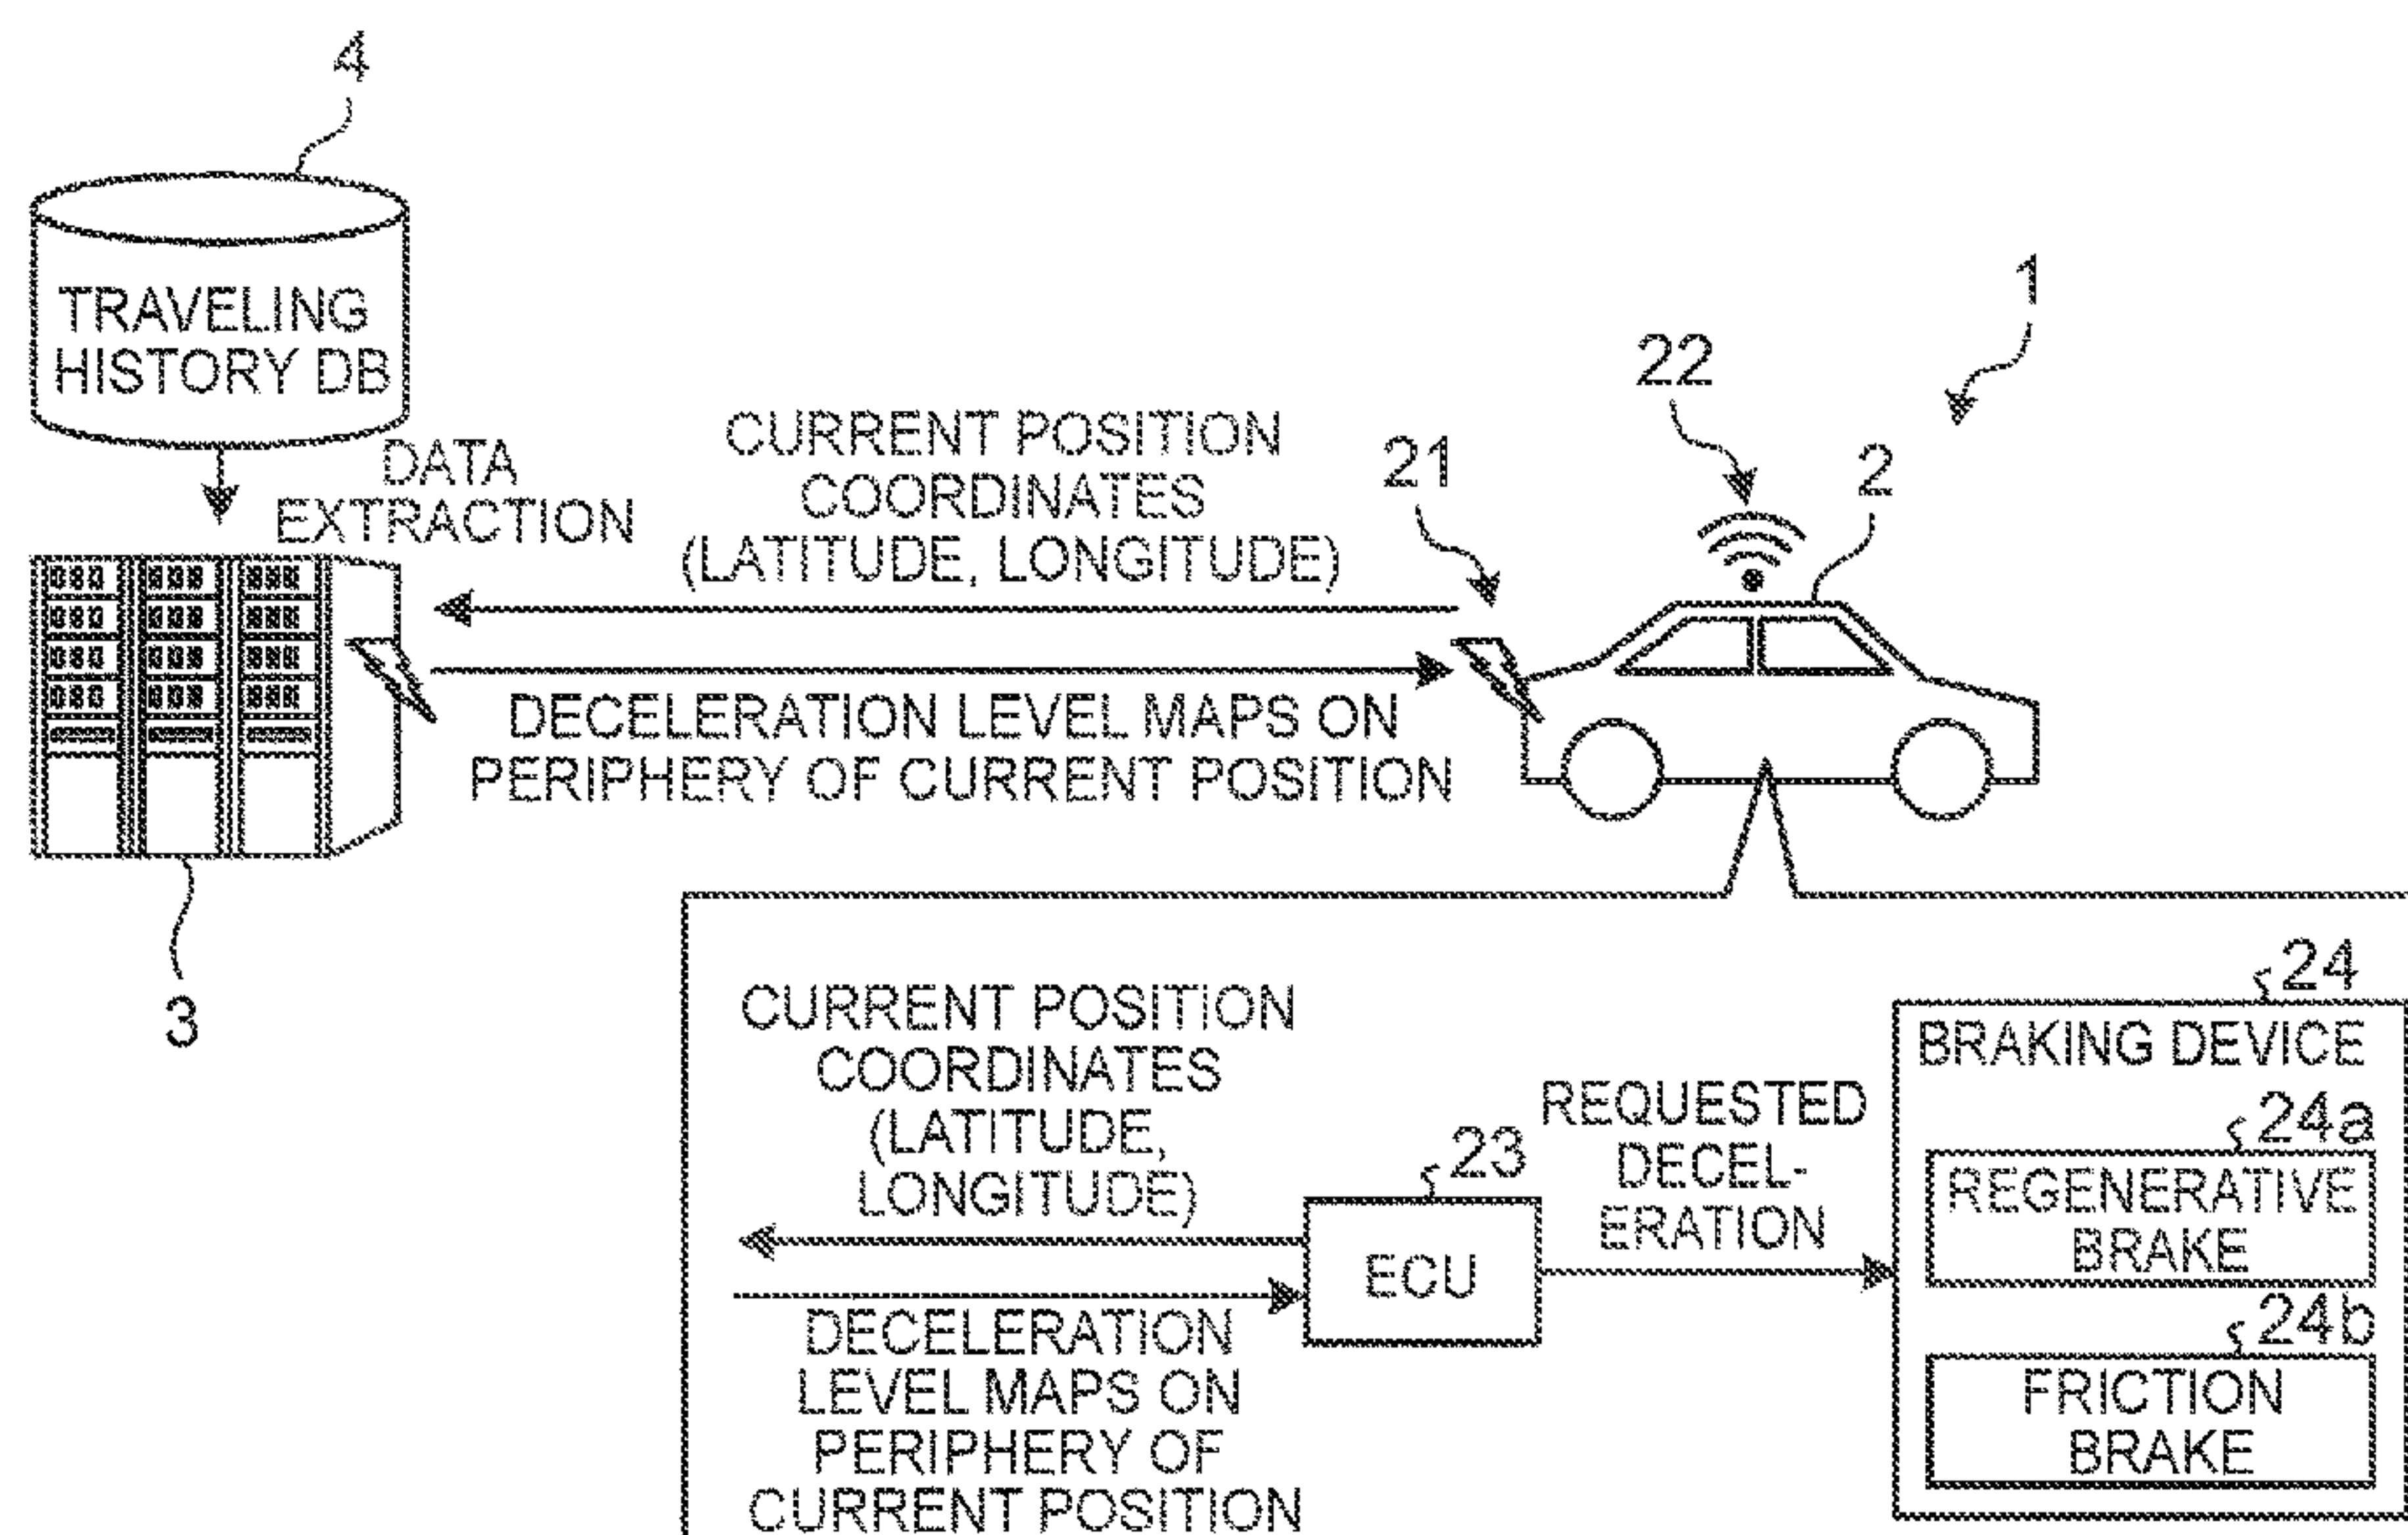 4
TRAVELING
HISTORY DB
DATA
EXTRACTION
CURRENT POSITION
COORDINATES
(LATITUDE, LONGITUDE)
21
22
2
1
DECELERATION LEVEL MAPS ON
PERIPHERY OF CURRENT POSITION
3
CURRENT POSITION
COORDINATES
(LATITUDE,
LONGITUDE)
DECELERATION
LEVEL MAPS ON
PERIPHERY OF
CURRENT POSITION
23
ECU
REQUESTED
DECEL-
ERATION
24
BRAKING DEVICE
24a
REGENERATIVE
BRAKE
24b
FRICTION
BRAKE